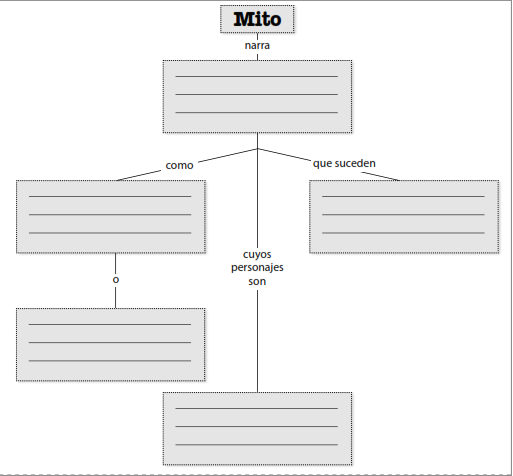 Mito
narra
como
que suceden
cuyos
personajes
son
o